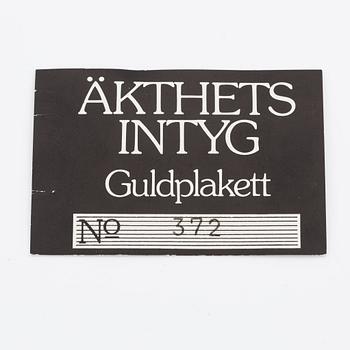 ÄKTHETS
INTYG
Guldplakett
Nº 372